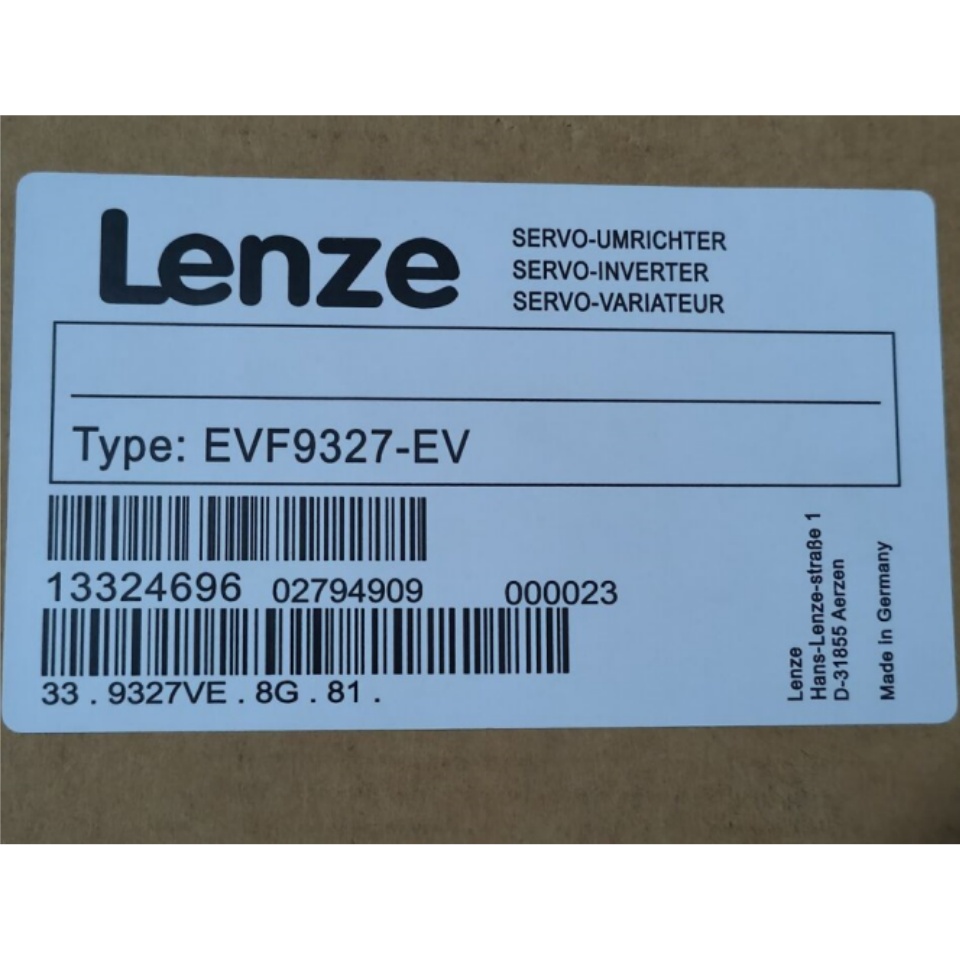 Lenze
SERVO-UMRICHTER
SERVO-INVERTER
SERVO-VARIATEUR
Type: EVF9327-EV
13324696 02794909 000023
33 . 9327VE . 8G . 81 .
Lenze
Hans-Lenze-straße 1
D-31855 Aerzen
Made in Germany